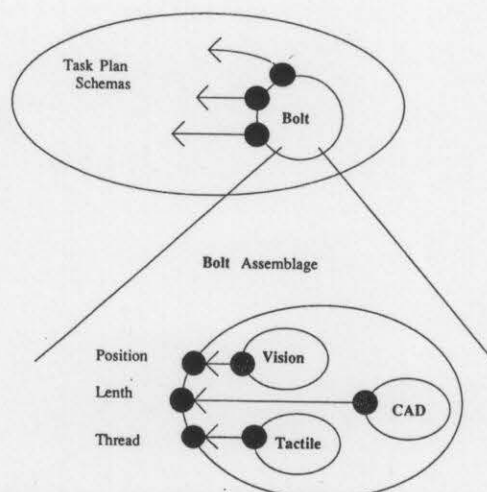 Task Plan
Schemas
Bolt
Bolt Assemblage
Position
Vision
Lenth
CAD
Thread
Tactile